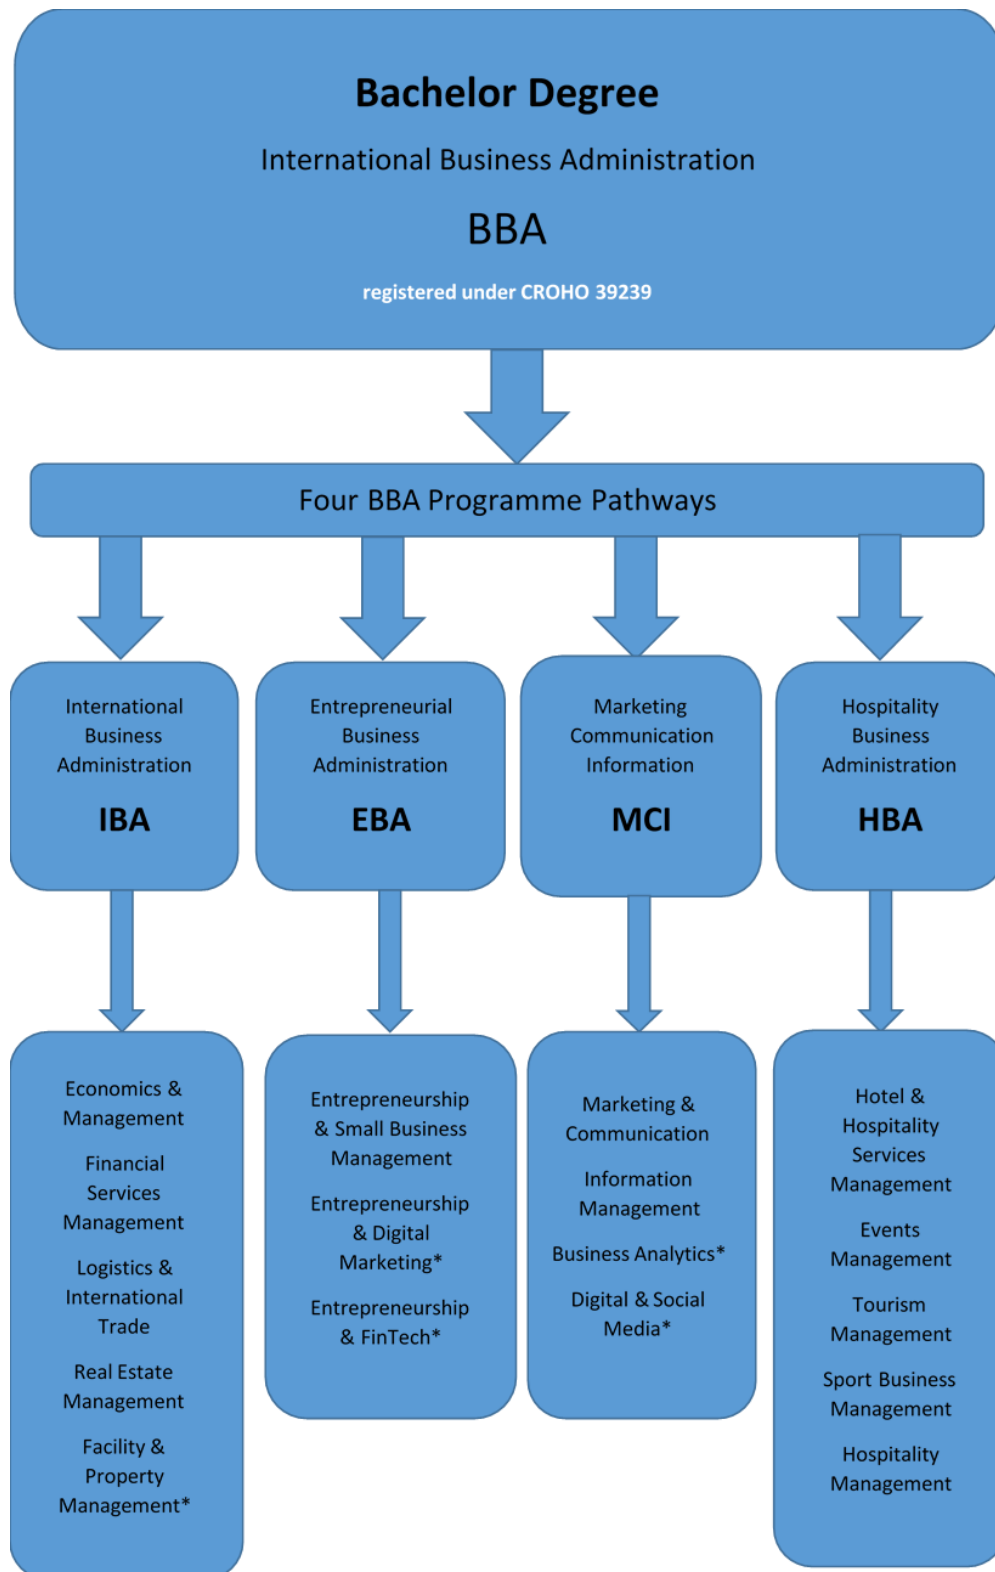 Bachelor Degree
International Business Administration
BBA
registered under CROHO 39239
Four BBA Programme Pathways
International
Business
Administration
IBA
Entrepreneurial
Business
Administration
EBA
Marketing
Communication
Information
MCI
Hospitality
Business
Administration
HBA
Economics &
Management
Financial
Services
Management
Logistics &
International
Trade
Real Estate
Management
Facility &
Property
Management*
Entrepreneurship
& Small Business
Management
Entrepreneurship
& Digital
Marketing*
Entrepreneurship
& FinTech*
Marketing &
Communication
Information
Management
Business Analytics*
Digital & Social
Media*
Hotel &
Hospitality
Services
Management
Events
Management
Tourism
Management
Sport Business
Management
Hospitality
Management